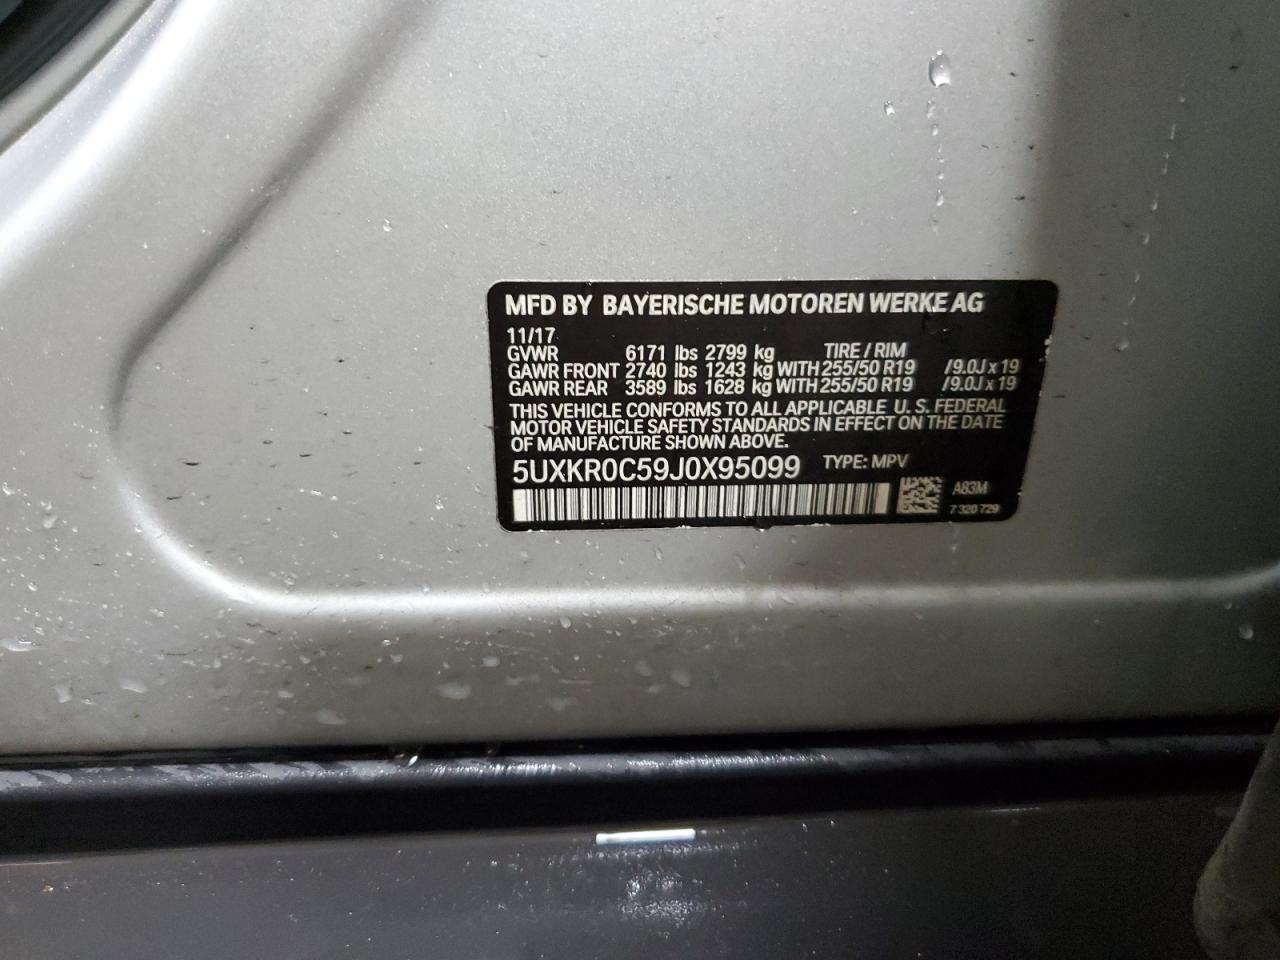 MFD BY BAYERISCHE MOTOREN WERKE AG
11/17
GVWR 6171 lbs 2799 kg TIRE / RIM
GAWR FRONT 2740 lbs 1243 kg WITH 255/50 R19 /9.0J x 19
GAWR REAR 3589 lbs 1628 kg WITH 255/50 R19 /9.0J x 19
THIS VEHICLE CONFORMS TO ALL APPLICABLE U. S. FEDERAL
MOTOR VEHICLE SAFETY STANDARDS IN EFFECT ON THE DATE
OF MANUFACTURE SHOWN ABOVE.
5UXKR0C59J0X95099 TYPE: MPV
A83M
7 320 729